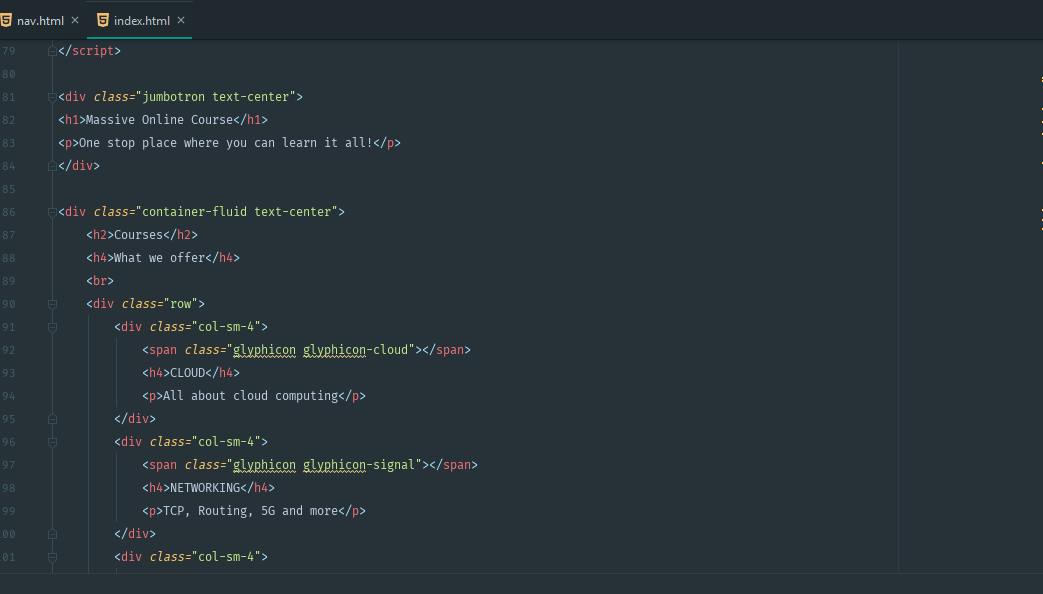 nav.html ×
index.html ×
79 </script>
80
81 <div class="jumbotron text-center">
82 <h1>Massive Online Course</h1>
83 <p>One stop place where you can learn it all!</p>
84 </div>
85
86 <div class="container-fluid text-center">
87 <h2>Courses</h2>
88 <h4>What we offer</h4>
89 <br>
90 <div class="row">
91 <div class="col-sm-4">
92 <span class="glyphicon glyphicon-cloud"></span>
93 <h4>CLOUD</h4>
94 <p>All about cloud computing</p>
95 </div>
96 <div class="col-sm-4">
97 <span class="glyphicon glyphicon-signal"></span>
98 <h4>NETWORKING</h4>
99 <p>TCP, Routing, 5G and more</p>
00 </div>
01 <div class="col-sm-4">